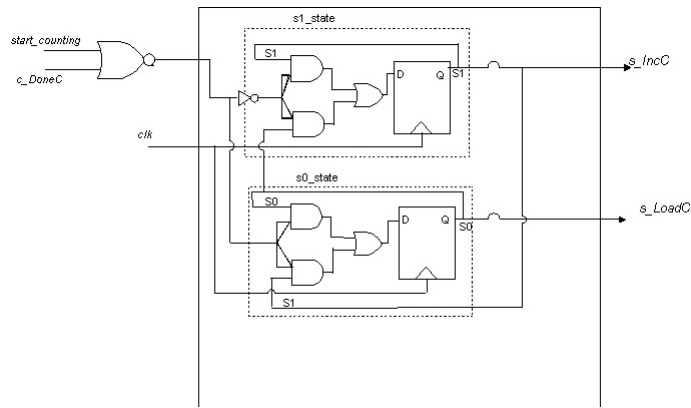 s1_state
start_counting
S1
D
Q
S1
s_IncC
c_DoneC
clk
s0_state
S0
s_LoadC
D
Q
S0
S1